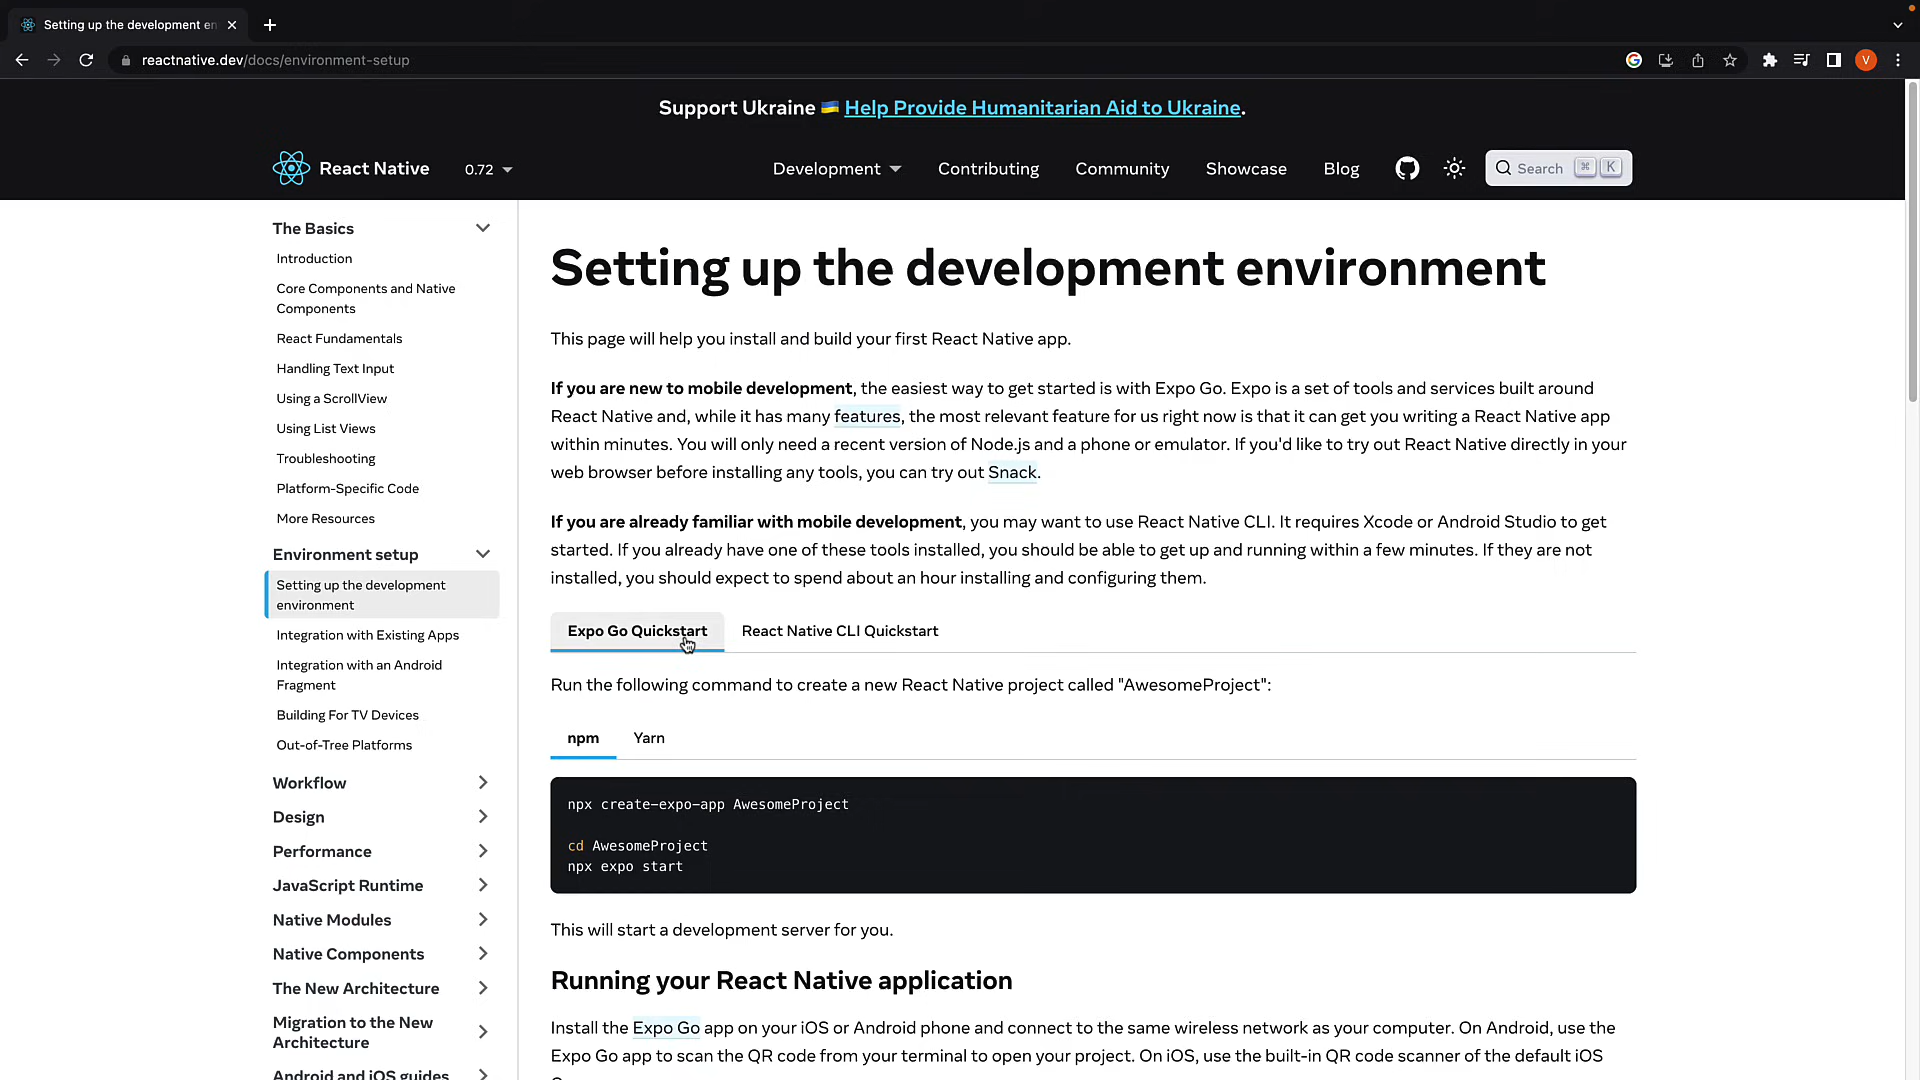 Setting up the development en
reactnative.dev/docs/environment-setup
V
Support Ukraine 🇺🇦 Help Provide Humanitarian Aid to Ukraine.
React Native 0.72 Development Contributing Community Showcase Blog Search ⌘ K
The Basics
Introduction
Core Components and Native
Components
React Fundamentals
Handling Text Input
Using a ScrollView
Using List Views
Troubleshooting
Platform-Specific Code
More Resources
Environment setup
Setting up the development
environment
Integration with Existing Apps
Integration with an Android
Fragment
Building For TV Devices
Out-of-Tree Platforms
Workflow
Design
Performance
JavaScript Runtime
Native Modules
Native Components
The New Architecture
Migration to the New
Architecture
Android and iOS guides
Setting up the development environment
This page will help you install and build your first React Native app.
If you are new to mobile development, the easiest way to get started is with Expo Go. Expo is a set of tools and services built around
React Native and, while it has many features, the most relevant feature for us right now is that it can get you writing a React Native app
within minutes. You will only need a recent version of Node.js and a phone or emulator. If you'd like to try out React Native directly in your
web browser before installing any tools, you can try out Snack.
If you are already familiar with mobile development, you may want to use React Native CLI. It requires Xcode or Android Studio to get
started. If you already have one of these tools installed, you should be able to get up and running within a few minutes. If they are not
installed, you should expect to spend about an hour installing and configuring them.
Expo Go Quickstart React Native CLI Quickstart
Run the following command to create a new React Native project called "AwesomeProject":
npm Yarn
npx create-expo-app AwesomeProject
cd AwesomeProject
npx expo start
This will start a development server for you.
Running your React Native application
Install the Expo Go app on your iOS or Android phone and connect to the same wireless network as your computer. On Android, use the
Expo Go app to scan the QR code from your terminal to open your project. On iOS, use the built-in QR code scanner of the default iOS